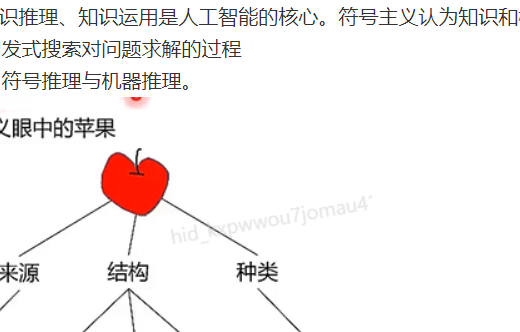 识推理、知识运用是人工智能的核心。符号主义认为知识和
发式搜索对问题求解的过程
符号推理与机器推理。
义眼中的苹果
来源 结构 种类